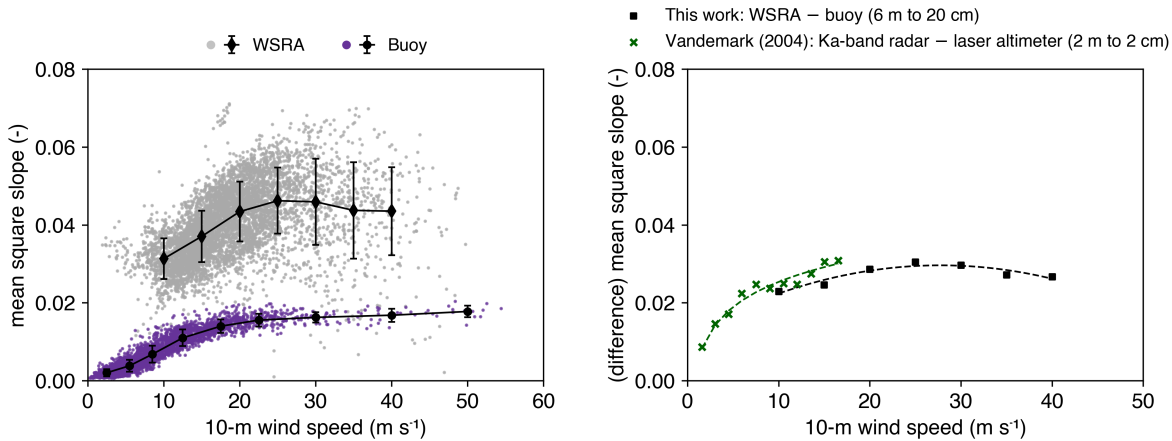 WSRA
Buoy
0.08
0.06
0.04
0.02
0.00
mean square slope (-)
0
10
20
30
40
50
60
10-m wind speed (m s⁻¹)
This work: WSRA − buoy (6 m to 20 cm)
Vandemark (2004): Ka-band radar − laser altimeter (2 m to 2 cm)
0.08
0.06
0.04
0.02
0.00
(difference) mean square slope (-)
0
10
20
30
40
50
10-m wind speed (m s⁻¹)